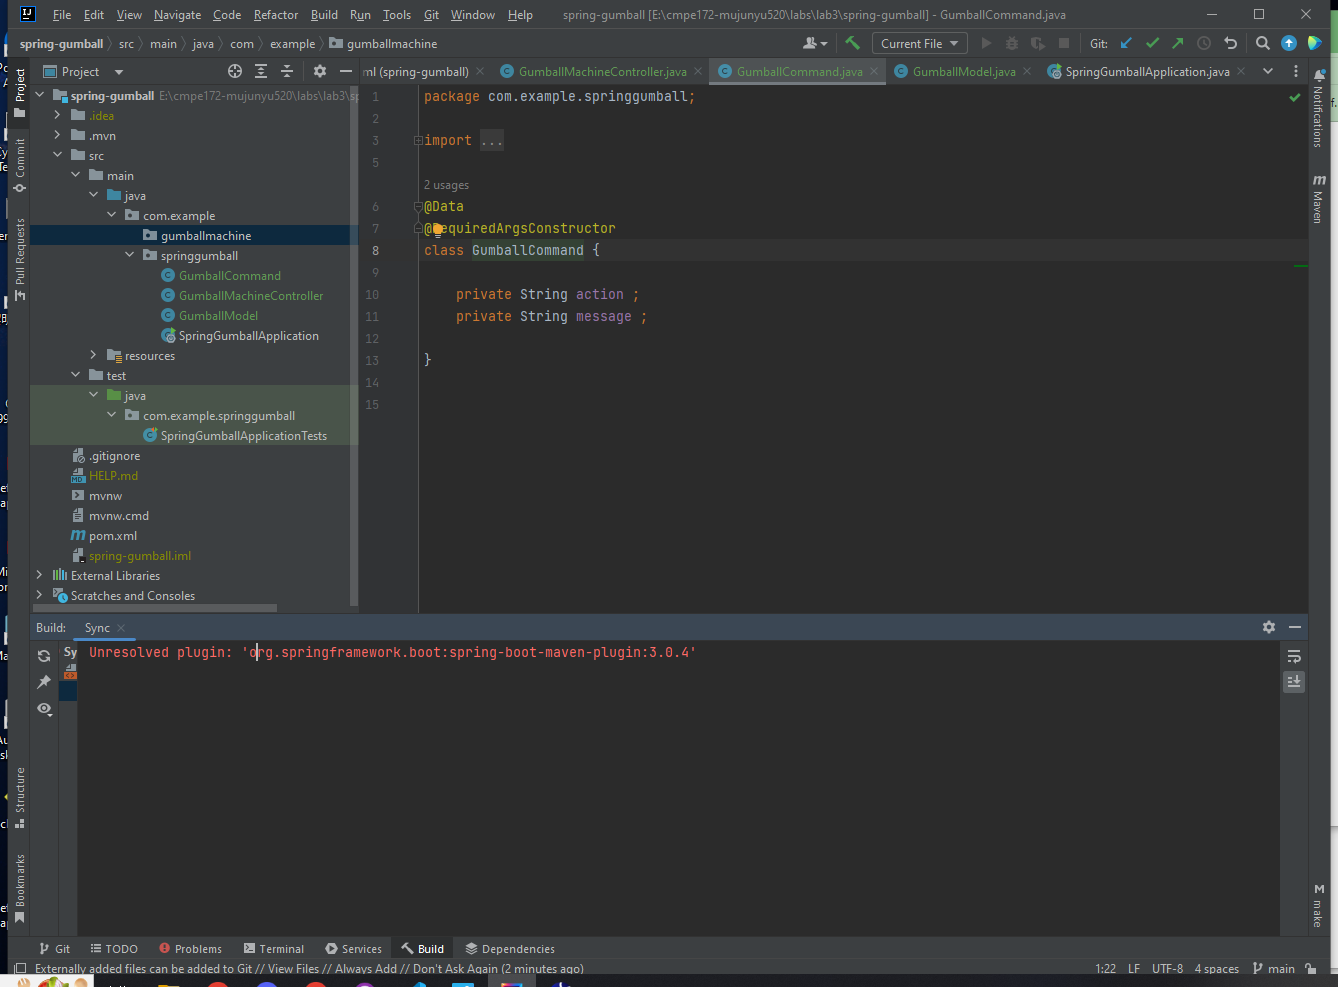 File Edit View Navigate Code Refactor Build Run Tools Git Window Help spring-gumball [E:\cmpe172-mujunyu520\labs\lab3\spring-gumball] - GumballCommand.java
spring-gumball src main java com example gumballmachine Current File Git:
Project ml (spring-gumball) GumballMachineController.java GumballCommand.java GumballModel.java SpringGumballApplication.java
Project
Commit
Pull Requests
Structure
Bookmarks
Notifications
Maven
make
spring-gumball E:\cmpe172-mujunyu520\labs\lab3\sp
.idea
.mvn
src
main
java
com.example
gumballmachine
springgumball
GumballCommand
GumballMachineController
GumballModel
SpringGumballApplication
resources
test
java
com.example.springgumball
SpringGumballApplicationTests
.gitignore
HELP.md
mvnw
mvnw.cmd
pom.xml
spring-gumball.iml
External Libraries
Scratches and Consoles
1 package com.example.springgumball;
2
3 import ...
5
2 usages
6 @Data
7 @RequiredArgsConstructor
8 class GumballCommand {
9
10 private String action ;
11 private String message ;
12
13 }
14
15
Build: Sync
Sy Unresolved plugin: 'org.springframework.boot:spring-boot-maven-plugin:3.0.4'
Git TODO Problems Terminal Services Build Dependencies
Externally added files can be added to Git // View Files // Always Add // Don't Ask Again (2 minutes ago) 1:22 LF UTF-8 4 spaces main